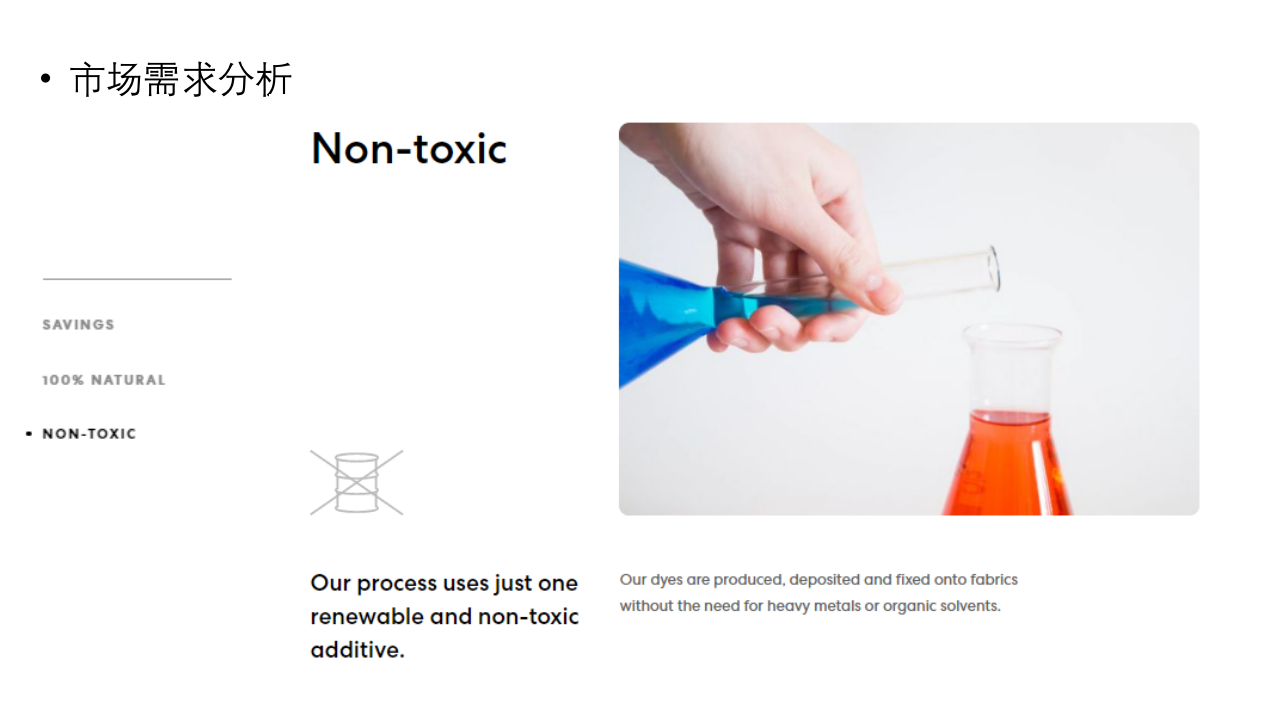 • 市场需求分析
Non-toxic
SAVINGS
100% NATURAL
NON-TOXIC
Our process uses just one
renewable and non-toxic
additive.
Our dyes are produced, deposited and fixed onto fabrics
without the need for heavy metals or organic solvents.